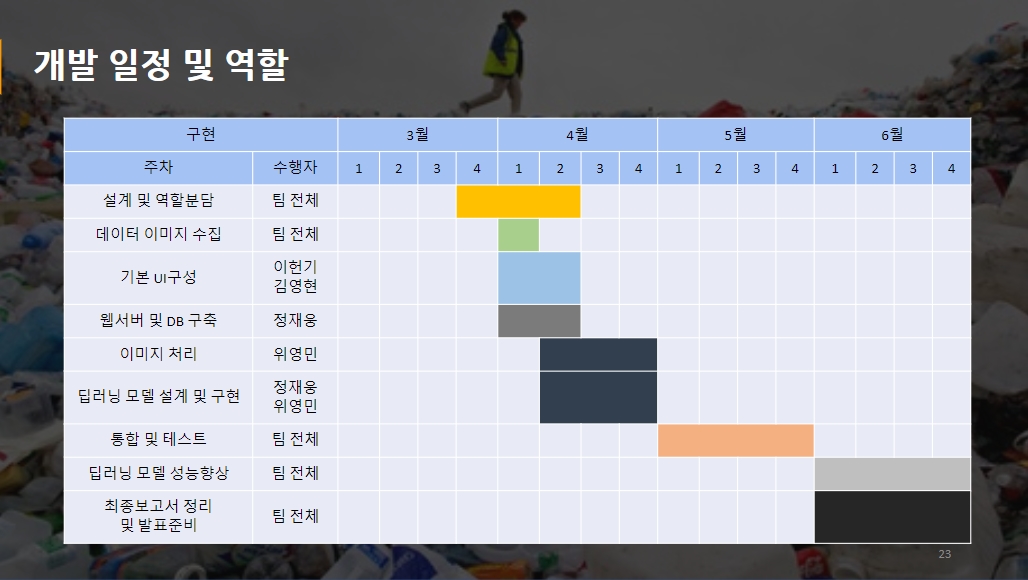 개발 일정 및 역할
구현 3월 4월 5월 6월
주차 수행자 1 2 3 4 1 2 3 4 1 2 3 4 1 2 3 4
설계 및 역할분담 팀 전체
데이터 이미지 수집 팀 전체
기본 UI구성 이헌기
김영현
웹서버 및 DB 구축 정재웅
이미지 처리 위영민
딥러닝 모델 설계 및 구현 정재웅
위영민
통합 및 테스트 팀 전체
딥러닝 모델 성능향상 팀 전체
최종보고서 정리
및 발표준비 팀 전체
23